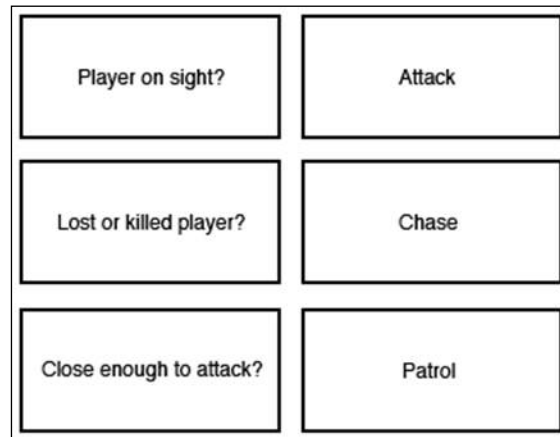 Player on sight?
Attack
Lost or killed player?
Chase
Close enough to attack?
Patrol